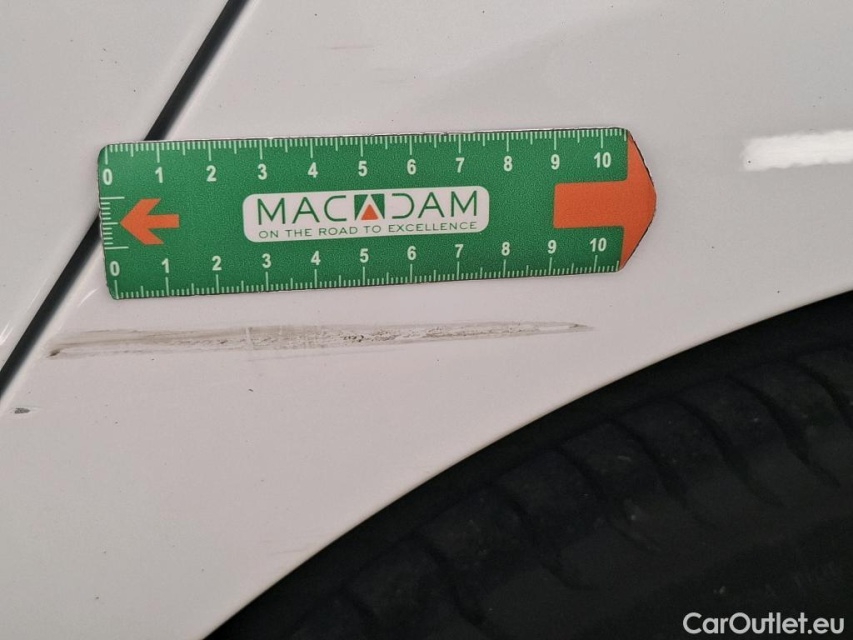 0 1 2 3 4 5 6 7 8 9 10
MACADAM
ON THE ROAD TO EXCELLENCE
0 1 2 3 4 5 6 7 8 9 10
CarOutlet.eu